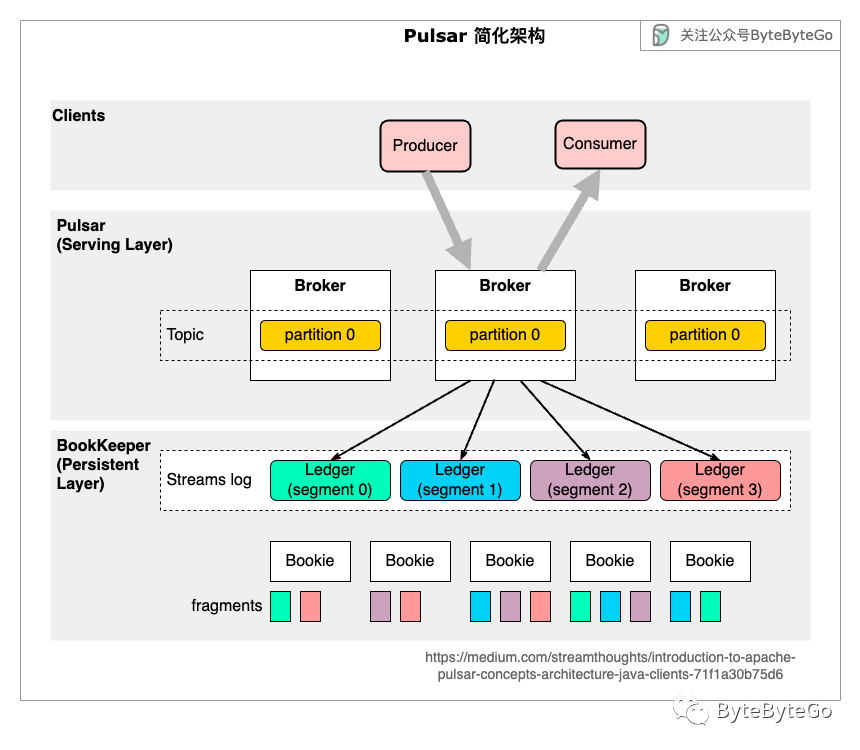 Pulsar 简化架构
关注公众号ByteByteGo
Clients
Producer
Consumer
Pulsar
(Serving Layer)
Broker
Broker
Broker
Topic
partition 0
partition 0
partition 0
BookKeeper
(Persistent
Layer)
Streams log
Ledger
(segment 0)
Ledger
(segment 1)
Ledger
(segment 2)
Ledger
(segment 3)
Bookie
Bookie
Bookie
Bookie
Bookie
fragments
https://medium.com/streamthoughts/introduction-to-apache-
pulsar-concepts-architecture-java-clients-71f1a30b75d6
ByteByteGo